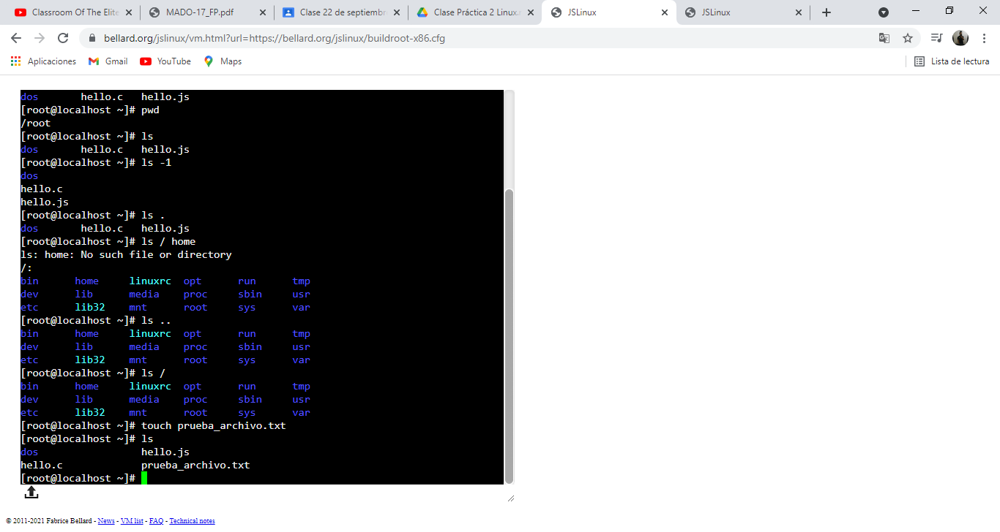 Classroom Of The Elite
MADO-17_FP.pdf
Clase 22 de septiembre
Clase Práctica 2 Linux.
JSLinux
JSLinux
bellard.org/jslinux/vm.html?url=https://bellard.org/jslinux/buildroot-x86.cfg
Aplicaciones Gmail YouTube Maps Lista de lectura
dos hello.c hello.js
[root@localhost ~]# pwd
/root
[root@localhost ~]# ls
dos hello.c hello.js
[root@localhost ~]# ls -1
dos
hello.c
hello.js
[root@localhost ~]# ls .
dos hello.c hello.js
[root@localhost ~]# ls / home
ls: home: No such file or directory
/:
bin home linuxrc opt run tmp
dev lib media proc sbin usr
etc lib32 mnt root sys var
[root@localhost ~]# ls ..
bin home linuxrc opt run tmp
dev lib media proc sbin usr
etc lib32 mnt root sys var
[root@localhost ~]# ls /
bin home linuxrc opt run tmp
dev lib media proc sbin usr
etc lib32 mnt root sys var
[root@localhost ~]# touch prueba_archivo.txt
[root@localhost ~]# ls
dos hello.js
hello.c prueba_archivo.txt
[root@localhost ~]#
© 2011-2021 Fabrice Bellard - News - VM list - FAQ - Technical notes